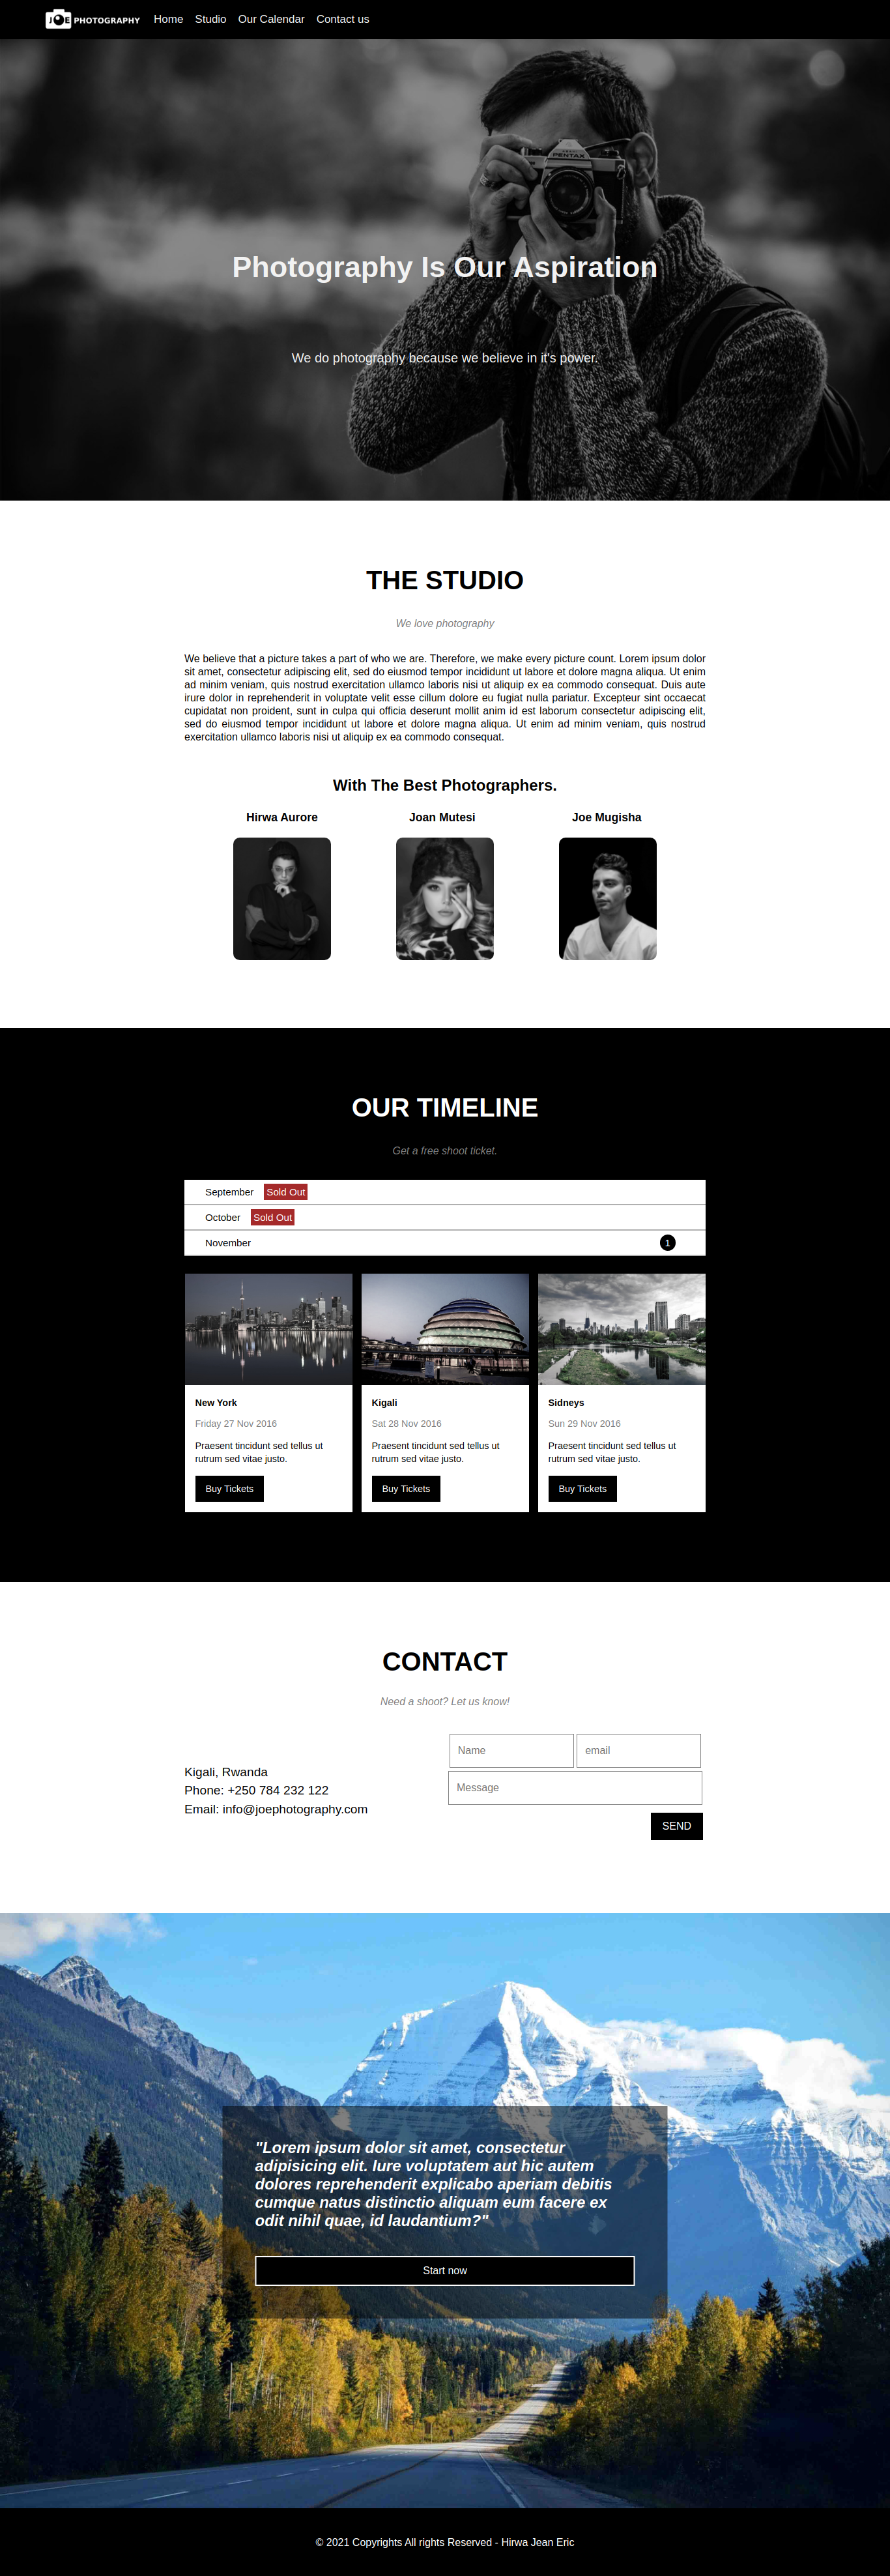 JOE PHOTOGRAPHY Home Studio Our Calendar Contact us
PENTAX
Photography Is Our Aspiration
We do photography because we believe in it's power.
THE STUDIO
We love photography
We believe that a picture takes a part of who we are. Therefore, we make every picture count. Lorem ipsum dolor
sit amet, consectetur adipiscing elit, sed do eiusmod tempor incididunt ut labore et dolore magna aliqua. Ut enim
ad minim veniam, quis nostrud exercitation ullamco laboris nisi ut aliquip ex ea commodo consequat. Duis aute
irure dolor in reprehenderit in voluptate velit esse cillum dolore eu fugiat nulla pariatur. Excepteur sint occaecat
cupidatat non proident, sunt in culpa qui officia deserunt mollit anim id est laborum consectetur adipiscing elit,
sed do eiusmod tempor incididunt ut labore et dolore magna aliqua. Ut enim ad minim veniam, quis nostrud
exercitation ullamco laboris nisi ut aliquip ex ea commodo consequat.
With The Best Photographers.
Hirwa Aurore Joan Mutesi Joe Mugisha
OUR TIMELINE
Get a free shoot ticket.
September Sold Out
October Sold Out
November 1
New York
Friday 27 Nov 2016
Praesent tincidunt sed tellus ut
rutrum sed vitae justo.
Buy Tickets
Kigali
Sat 28 Nov 2016
Praesent tincidunt sed tellus ut
rutrum sed vitae justo.
Buy Tickets
Sidneys
Sun 29 Nov 2016
Praesent tincidunt sed tellus ut
rutrum sed vitae justo.
Buy Tickets
CONTACT
Need a shoot? Let us know!
Kigali, Rwanda
Phone: +250 784 232 122
Email: info@joephotography.com
Name email
Message
SEND
"Lorem ipsum dolor sit amet, consectetur
adipisicing elit. Iure voluptatem aut hic autem
dolores reprehenderit explicabo aperiam debitis
cumque natus distinctio aliquam eum facere ex
odit nihil quae, id laudantium?"
Start now
© 2021 Copyrights All rights Reserved - Hirwa Jean Eric